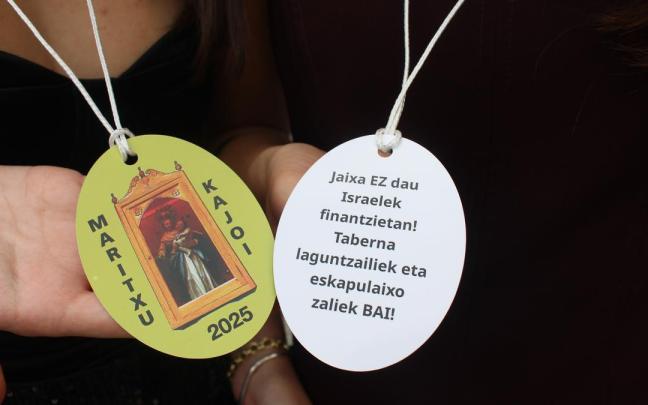 MARITXU
KAJOI
2025
Jaixa EZ dau
Israelek
finantzietan!
Taberna
laguntzailiek eta
eskapulaixo
zaliek BAI!